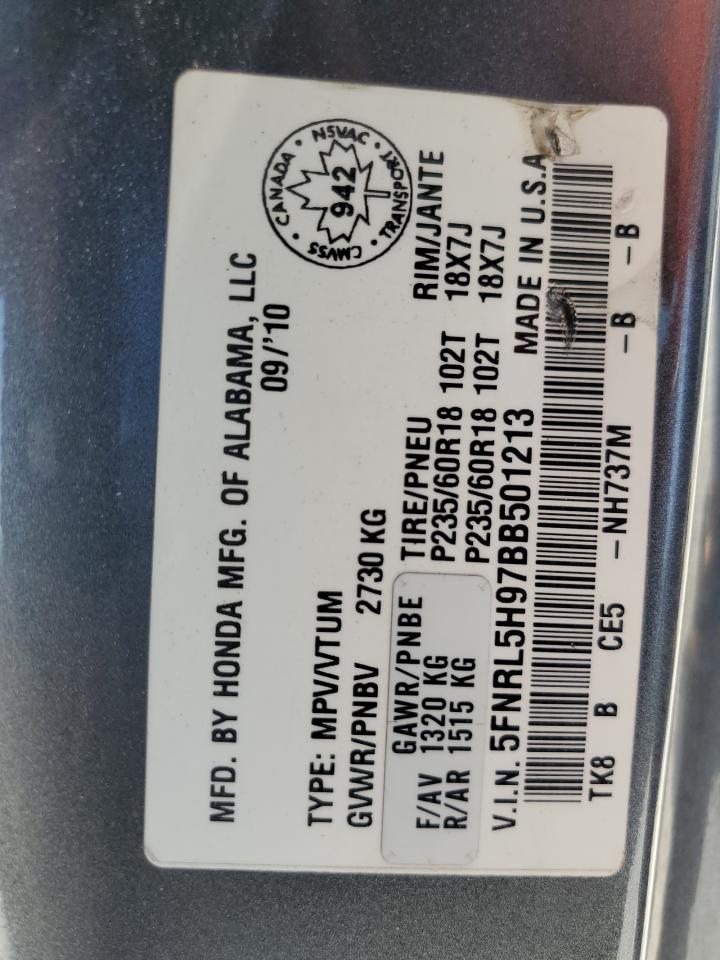 MFD. BY HONDA MFG. OF ALABAMA, LLC
09/'10
CANADA • NSVAC • TRANSPORT • CMVSS •
942
TYPE: MPV/VTUM
GVWR/PNBV 2730 KG
GAWR/PNBE TIRE/PNEU RIM/JANTE
F/AV 1320 KG P235/60R18 102T 18X7J
R/AR 1515 KG P235/60R18 102T 18X7J
V.I.N. 5FNRL5H97BB501213 MADE IN U.S.A
TK8 B CE5 -NH737M -B -B